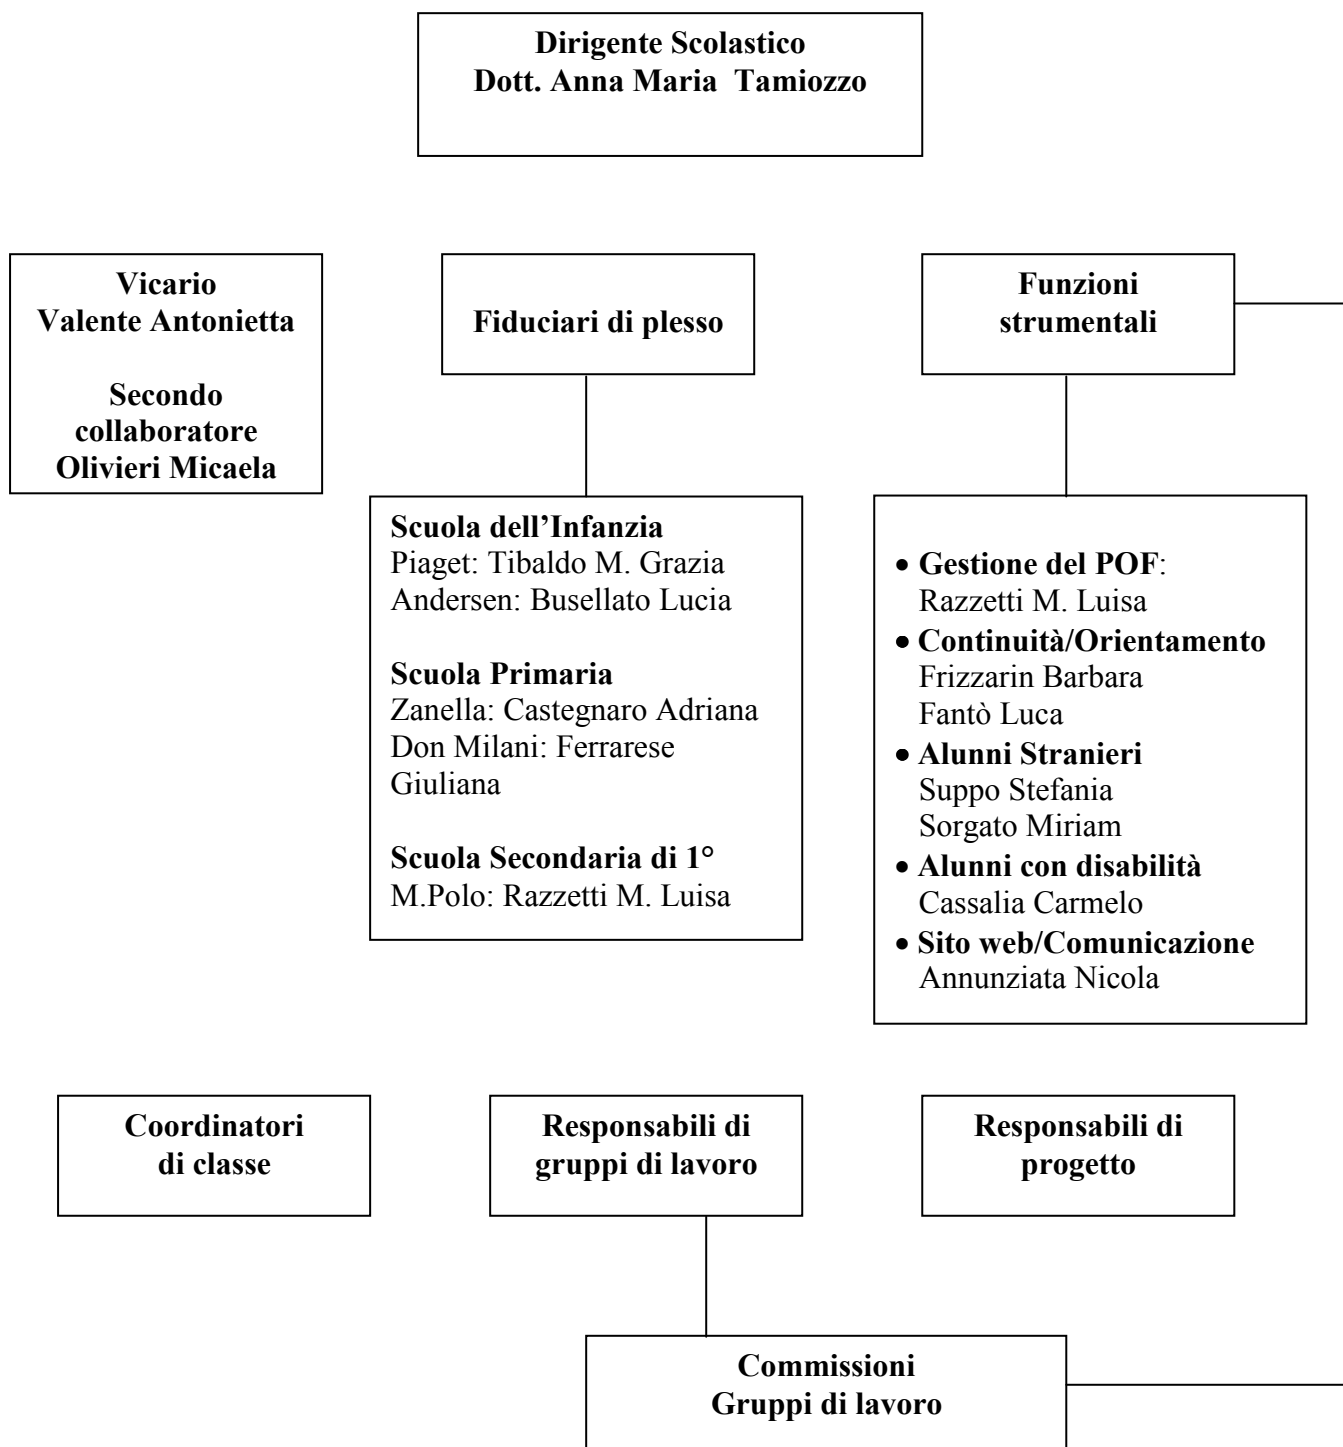 Dirigente Scolastico
Dott. Anna Maria  Tamiozzo
Vicario
Valente Antonietta
Secondo
collaboratore
Olivieri Micaela
Fiduciari di plesso
Funzioni
strumentali
Scuola dell’Infanzia
Piaget: Tibaldo M. Grazia
Andersen: Busellato Lucia
Scuola Primaria
Zanella: Castegnaro Adriana
Don Milani: Ferrarese
Giuliana
Scuola Secondaria di 1°
M.Polo: Razzetti M. Luisa
• Gestione del POF:
Razzetti M. Luisa
• Continuità/Orientamento
Frizzarin Barbara
Fantò Luca
• Alunni Stranieri
Suppo Stefania
Sorgato Miriam
• Alunni con disabilità
Cassalia Carmelo
• Sito web/Comunicazione
Annunziata Nicola
Coordinatori
di classe
Responsabili di
gruppi di lavoro
Responsabili di
progetto
Commissioni
Gruppi di lavoro